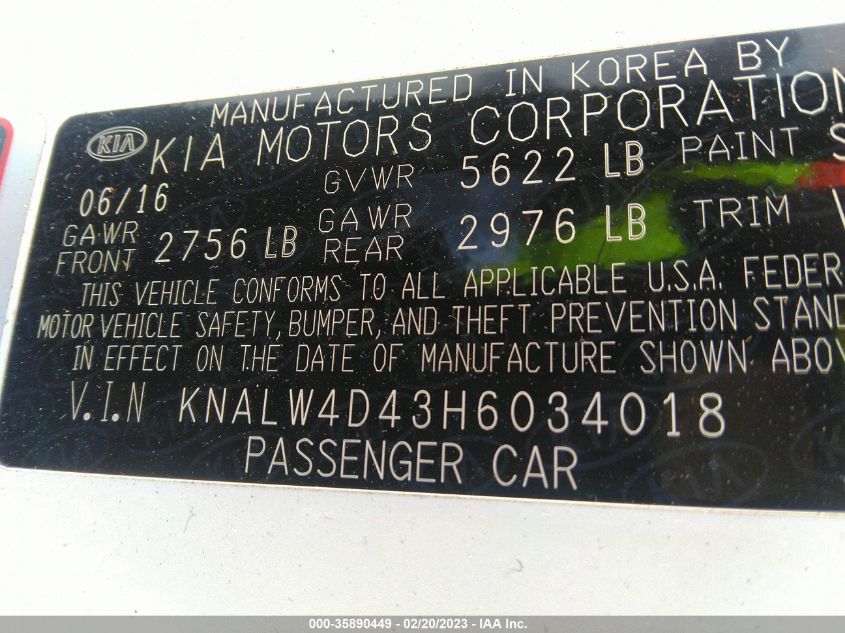 MANUFACTURED IN KOREA BY
KIA KIA MOTORS CORPORATION
06/16 GVWR 5622 LB PAINT S
GAWR FRONT 2756 LB GAWR REAR 2976 LB TRIM
THIS VEHICLE CONFORMS TO ALL APPLICABLE U.S.A. FEDER
MOTOR VEHICLE SAFETY, BUMPER, AND THEFT PREVENTION STAND
IN EFFECT ON THE DATE OF MANUFACTURE SHOWN ABOV
V.I.N KNALW4D43H6034018
PASSENGER CAR
000-35890449 - 02/20/2023 - IAAI.com